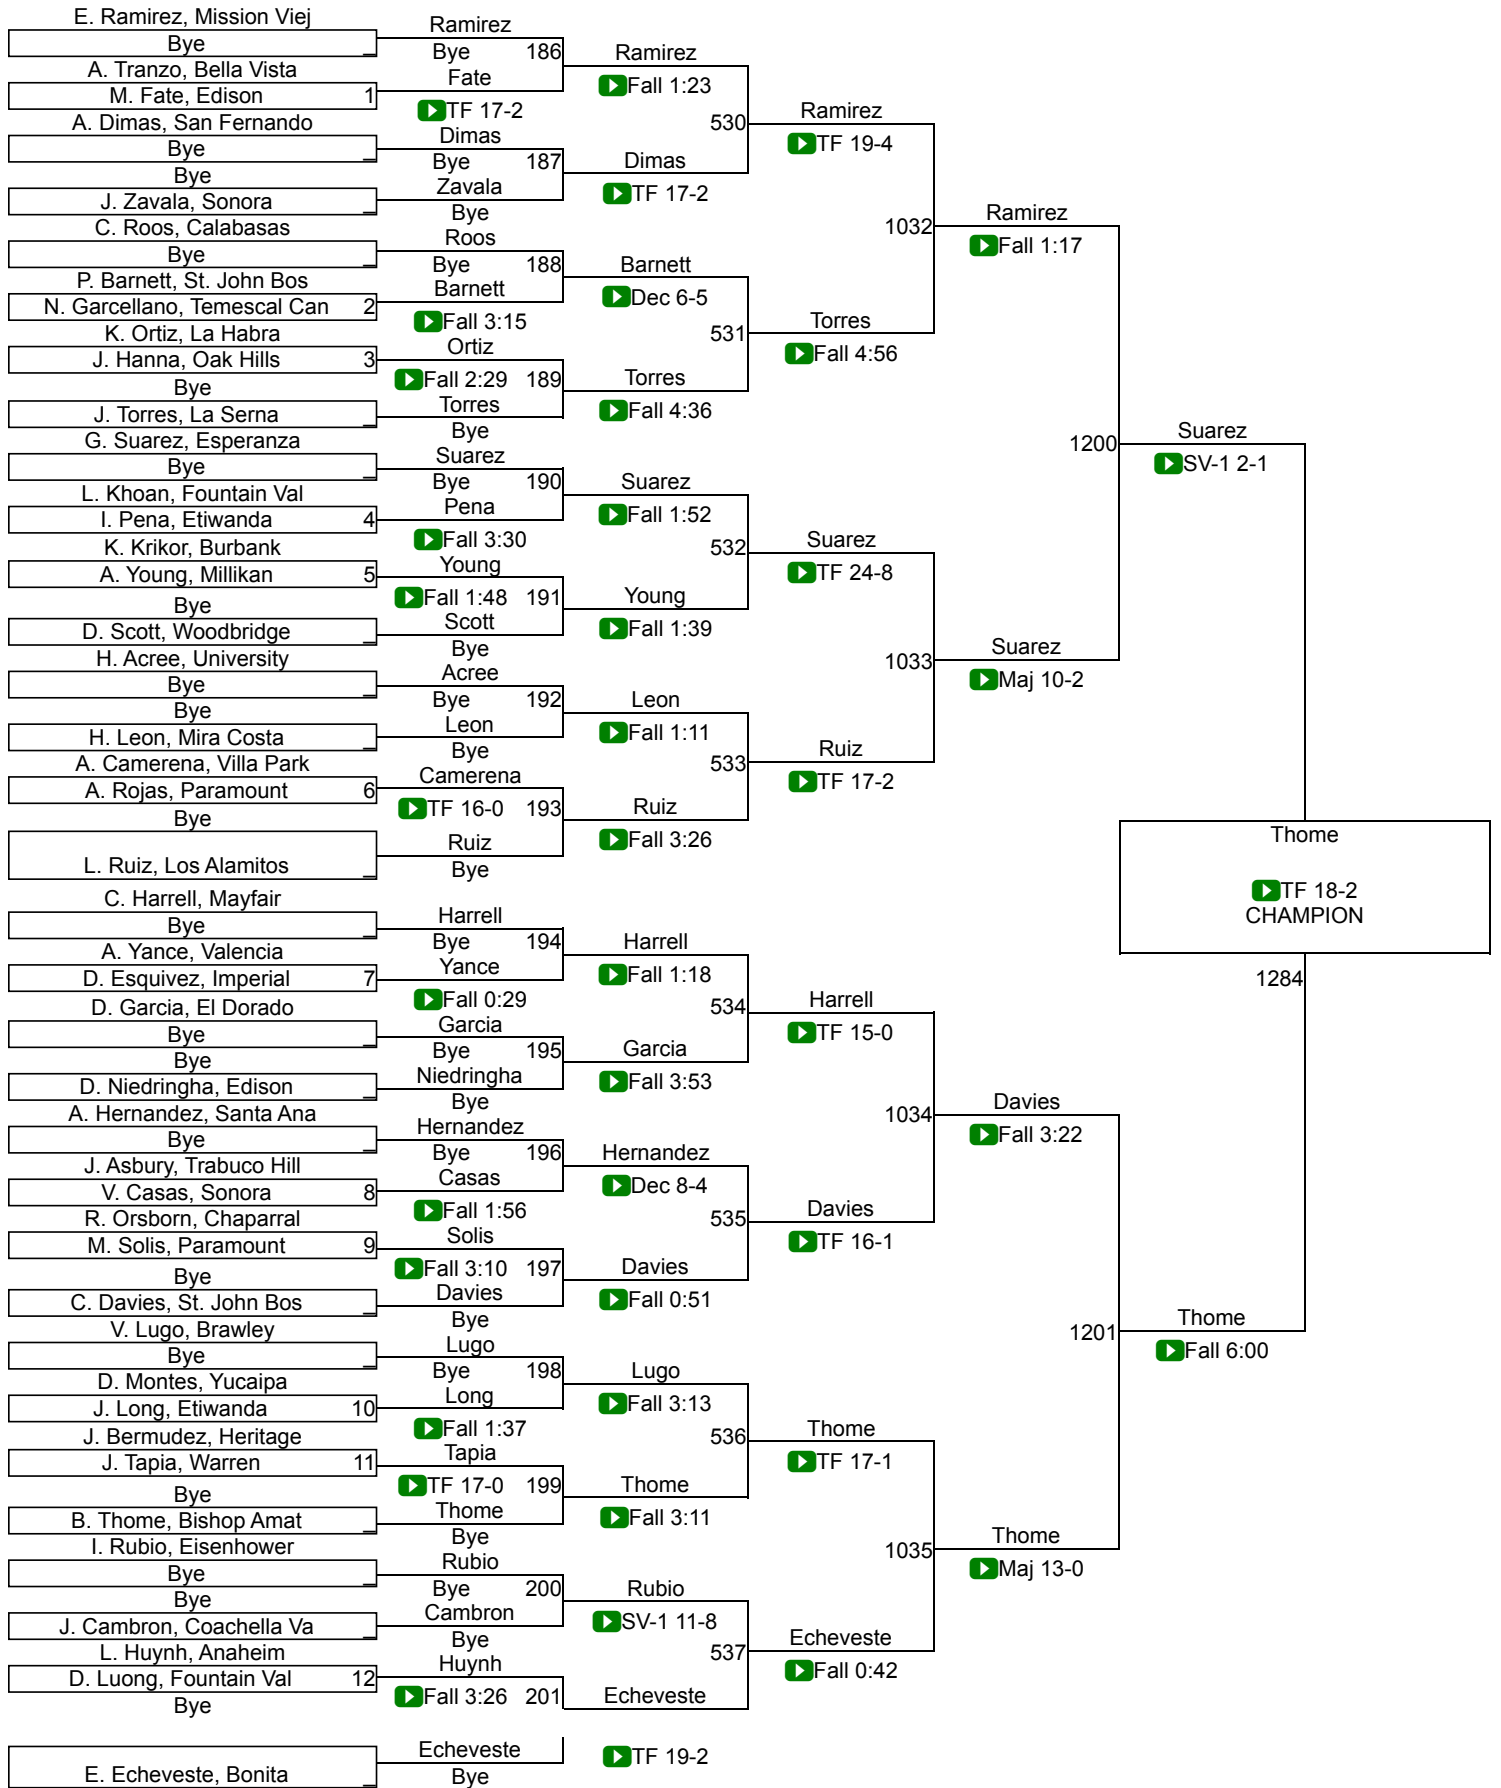 E. Ramirez, Mission Viej
Bye _
A. Tranzo, Bella Vista
M. Fate, Edison 1
A. Dimas, San Fernando
Bye _
Bye
J. Zavala, Sonora _
C. Roos, Calabasas
Bye _
P. Barnett, St. John Bos
N. Garcellano, Temescal Can 2
K. Ortiz, La Habra
J. Hanna, Oak Hills 3
Bye
J. Torres, La Serna _
G. Suarez, Esperanza
Bye _
L. Khoan, Fountain Val
I. Pena, Etiwanda 4
K. Krikor, Burbank
A. Young, Millikan 5
Bye
D. Scott, Woodbridge _
H. Acree, University
Bye _
Bye
H. Leon, Mira Costa _
A. Camerena, Villa Park
A. Rojas, Paramount 6
Bye
L. Ruiz, Los Alamitos _
C. Harrell, Mayfair
Bye _
A. Yance, Valencia
D. Esquivez, Imperial 7
D. Garcia, El Dorado
Bye _
Bye
D. Niedringha, Edison _
A. Hernandez, Santa Ana
Bye _
J. Asbury, Trabuco Hill
V. Casas, Sonora 8
R. Orsborn, Chaparral
M. Solis, Paramount 9
Bye
C. Davies, St. John Bos _
V. Lugo, Brawley
Bye _
D. Montes, Yucaipa
J. Long, Etiwanda 10
J. Bermudez, Heritage
J. Tapia, Warren 11
Bye
B. Thome, Bishop Amat _
I. Rubio, Eisenhower
Bye _
Bye
J. Cambron, Coachella Va _
L. Huynh, Anaheim
D. Luong, Fountain Val 12
Bye
E. Echeveste, Bonita _
Ramirez
Bye 186
Fate
TF 17-2
Dimas
Bye 187
Zavala
Bye
Roos
Bye 188
Barnett
Fall 3:15
Ortiz
Fall 2:29 189
Torres
Bye
Suarez
Bye 190
Pena
Fall 3:30
Young
Fall 1:48 191
Scott
Bye
Acree
Bye 192
Leon
Bye
Camerena
TF 16-0 193
Ruiz
Bye
Harrell
Bye 194
Yance
Fall 0:29
Garcia
Bye 195
Niedringha
Bye
Hernandez
Bye 196
Casas
Fall 1:56
Solis
Fall 3:10 197
Davies
Bye
Lugo
Bye 198
Long
Fall 1:37
Tapia
TF 17-0 199
Thome
Bye
Rubio
Bye 200
Cambron
Bye
Huynh
Fall 3:26 201
Echeveste
Bye
Ramirez
Fall 1:23
530
Dimas
TF 17-2
Barnett
Dec 6-5
531
Torres
Fall 4:36
Suarez
Fall 1:52
532
Young
Fall 1:39
Leon
Fall 1:11
533
Ruiz
Fall 3:26
Harrell
Fall 1:18
534
Garcia
Fall 3:53
Hernandez
Dec 8-4
535
Davies
Fall 0:51
Lugo
Fall 3:13
536
Thome
Fall 3:11
Rubio
SV-1 11-8
537
Echeveste
TF 19-2
Ramirez
TF 19-4
1032
Torres
Fall 4:56
Suarez
TF 24-8
1033
Ruiz
TF 17-2
Harrell
TF 15-0
1034
Davies
TF 16-1
Thome
TF 17-1
1035
Echeveste
Fall 0:42
Ramirez
Fall 1:17
1200
Suarez
Maj 10-2
Davies
Fall 3:22
1201
Thome
Maj 13-0
Suarez
SV-1 2-1
Thome
TF 18-2
CHAMPION
1284
Thome
Fall 6:00